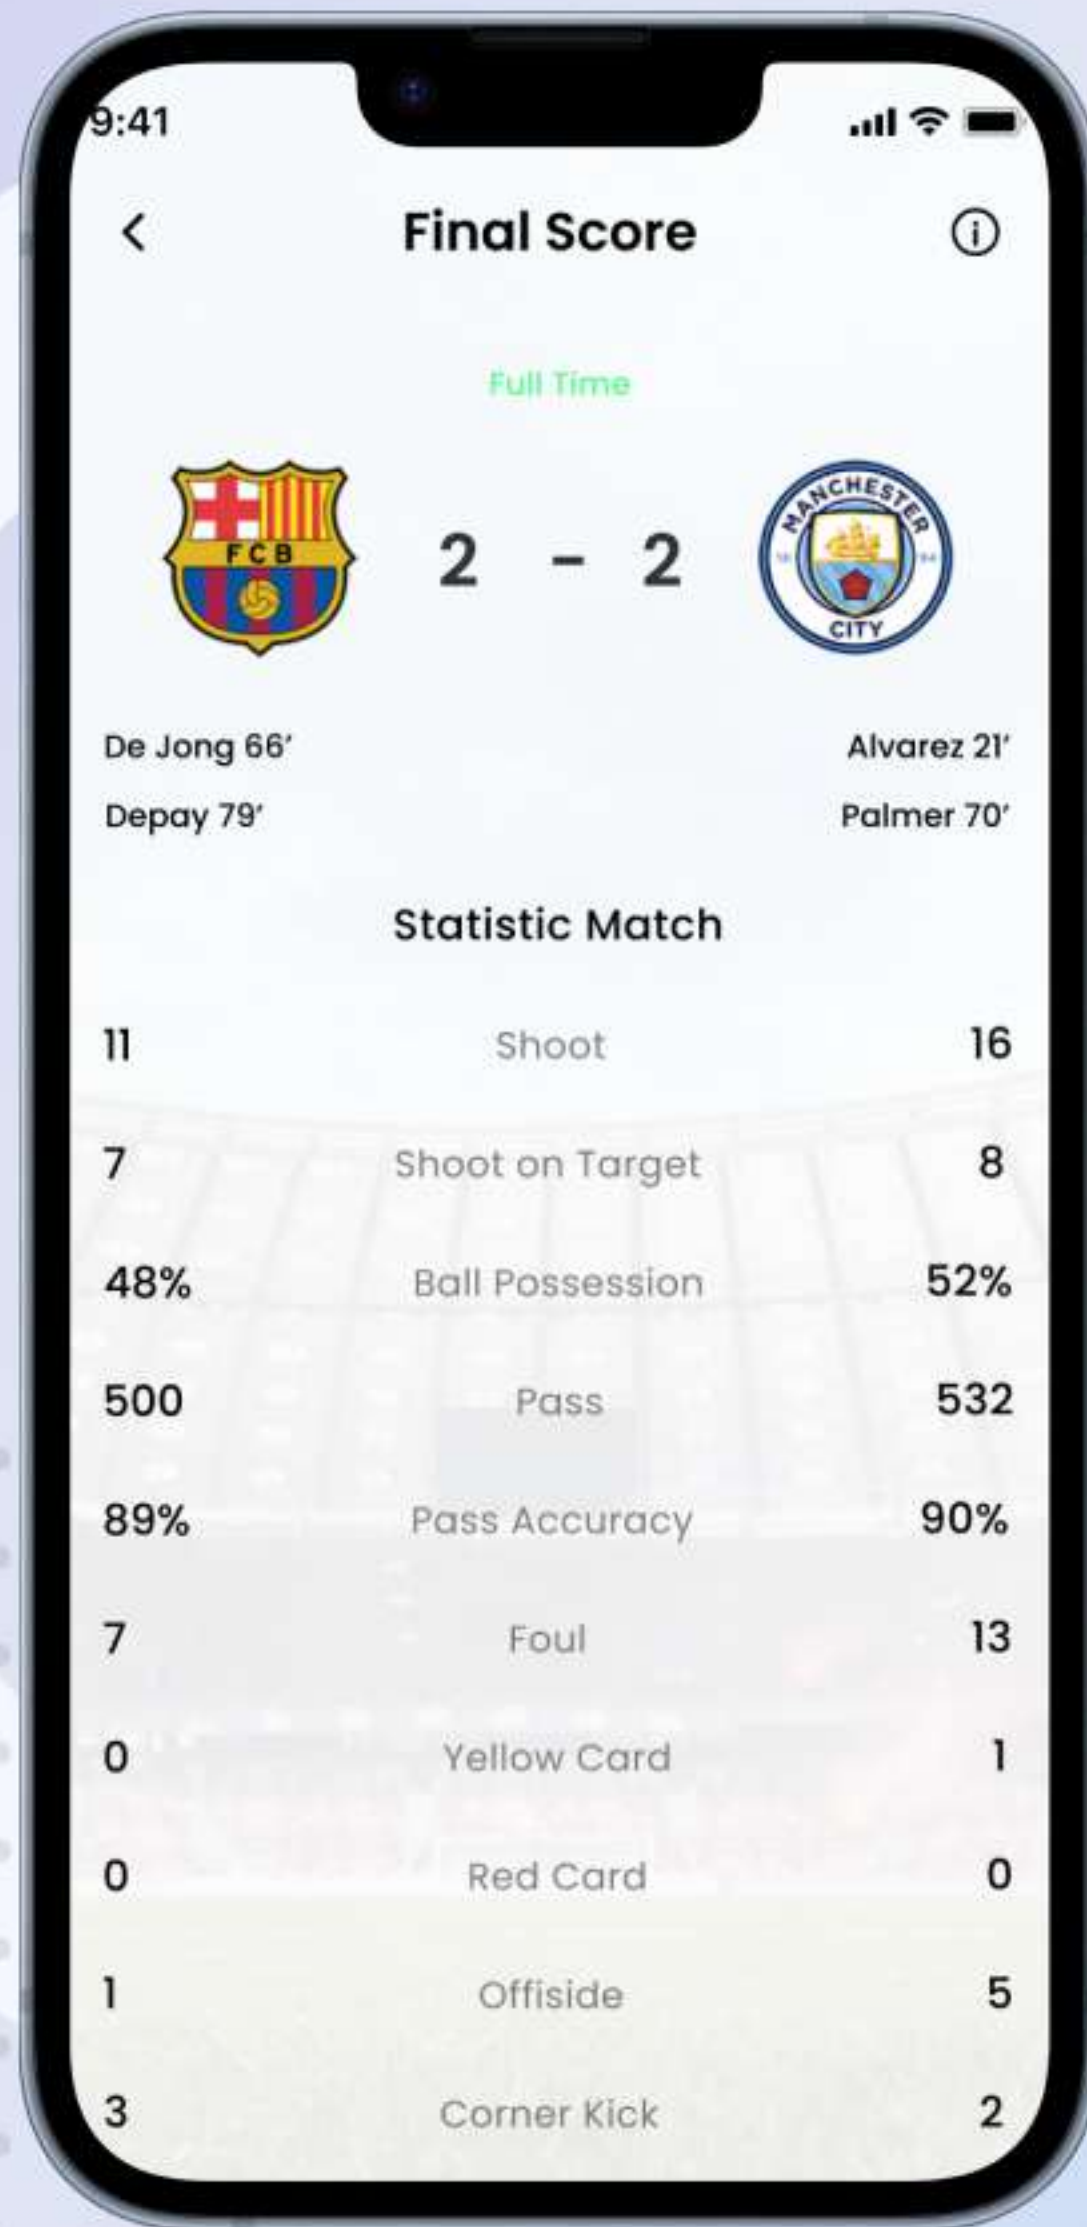 9:41
Final Score
Full Time
FCB
2 - 2
MANCHESTER
CITY
De Jong 66’
Alvarez 21’
Depay 79’
Palmer 70’
Statistic Match
11 Shoot 16
7 Shoot on Target 8
48% Ball Possession 52%
500 Pass 532
89% Pass Accuracy 90%
7 Foul 13
0 Yellow Card 1
0 Red Card 0
1 Offiside 5
3 Corner Kick 2